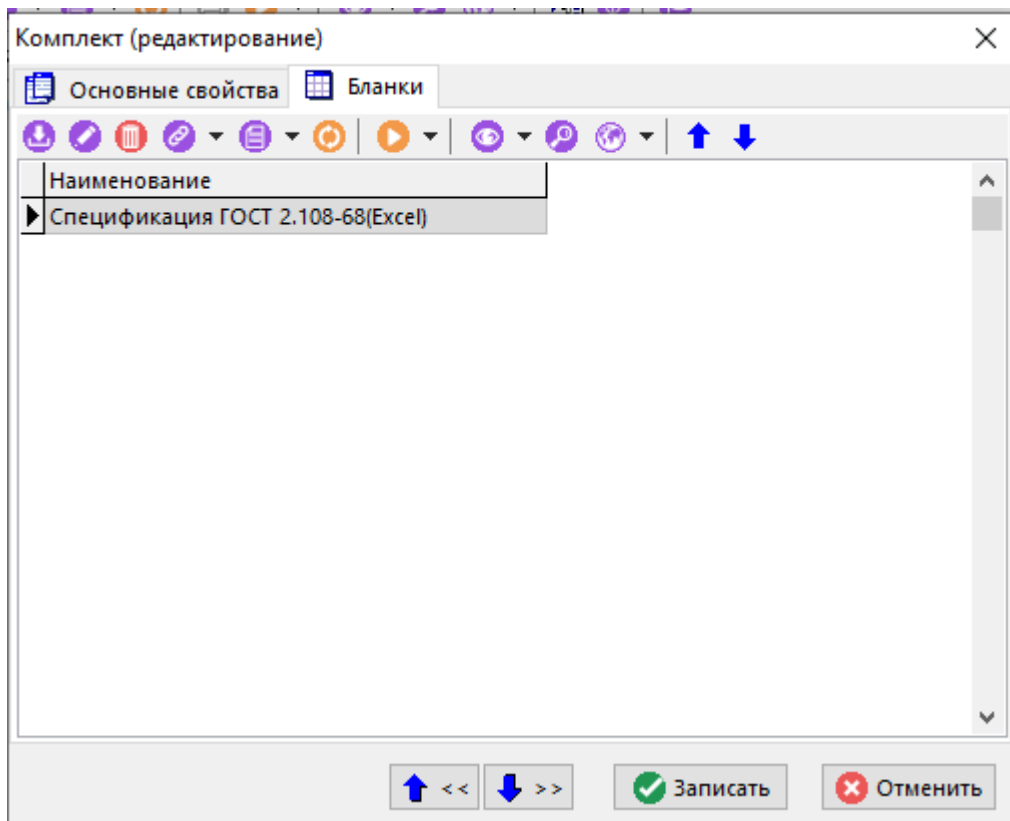 Комплект (редактирование)
Основные свойства Бланки
Наименование
Спецификация ГОСТ 2.108-68(Excel)
<< >> Записать Отменить